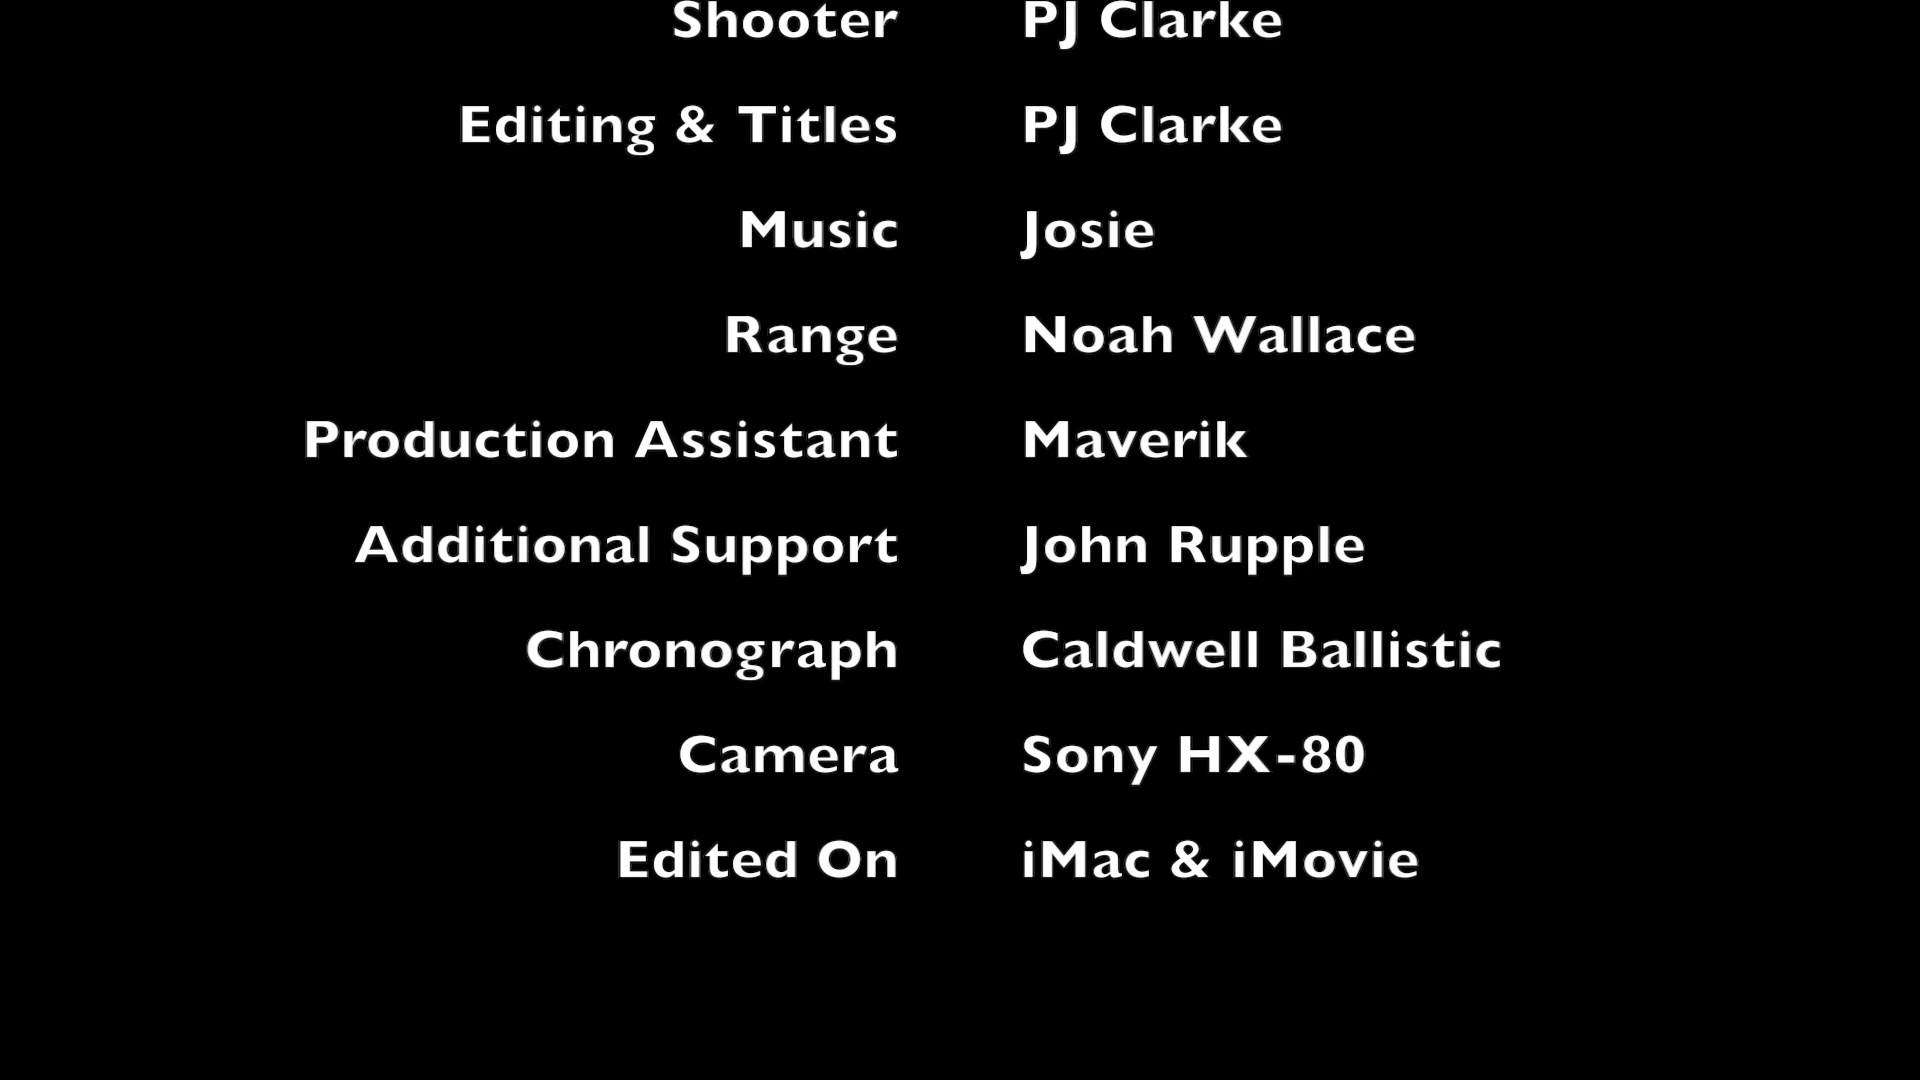 Shooter PJ Clarke
Editing & Titles PJ Clarke
Music Josie
Range Noah Wallace
Production Assistant Maverik
Additional Support John Rupple
Chronograph Caldwell Ballistic
Camera Sony HX-80
Edited On iMac & iMovie